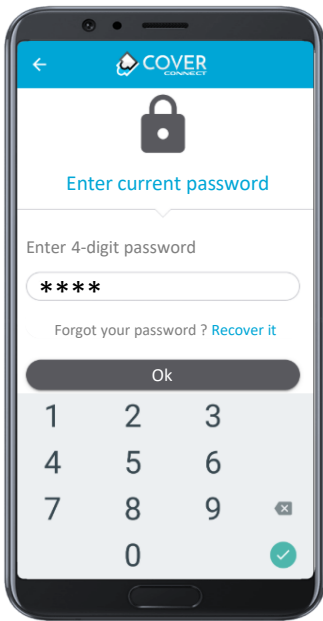 COVER
CONNECT
Enter current password
Enter 4-digit password
****
Forgot your password ? Recover it
Ok
1 2 3
4 5 6
7 8 9
0